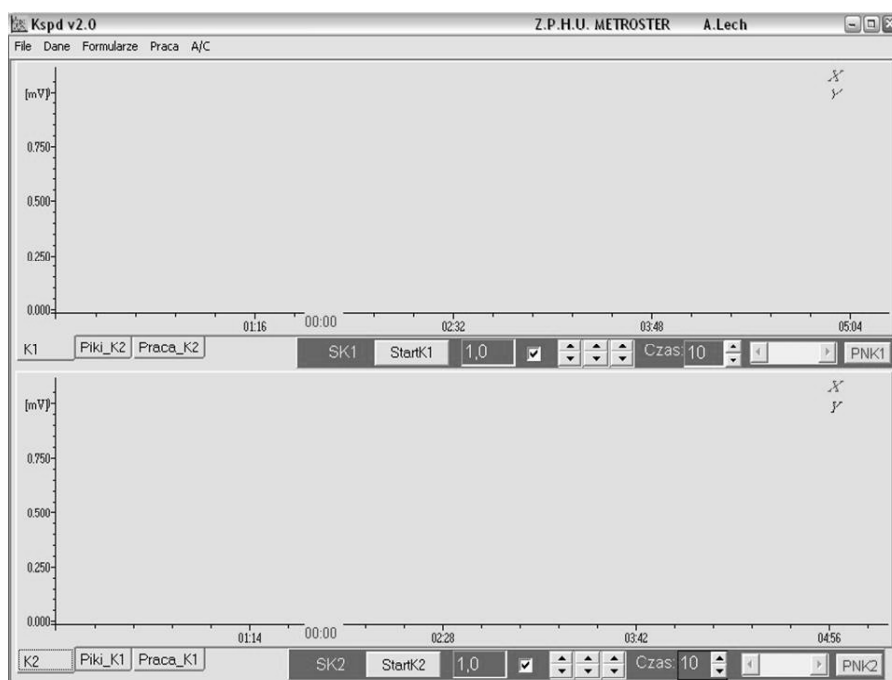 Kspd v2.0 Z.P.H.U. METROSTER A.Lech
File Dane Formularze Praca A/C
X
[mV] Y
0.750
0.500
0.250
0.000
01:16 00:00 02:32 03:48 05:04
K1 Piki_K2 Praca_K2 SK1 StartK1 1,0 Czas: 10 PNK1
X
[mV] Y
0.750
0.500
0.250
0.000
01:14 00:00 02:28 03:42 04:56
K2 Piki_K1 Praca_K1 SK2 StartK2 1,0 Czas: 10 PNK2